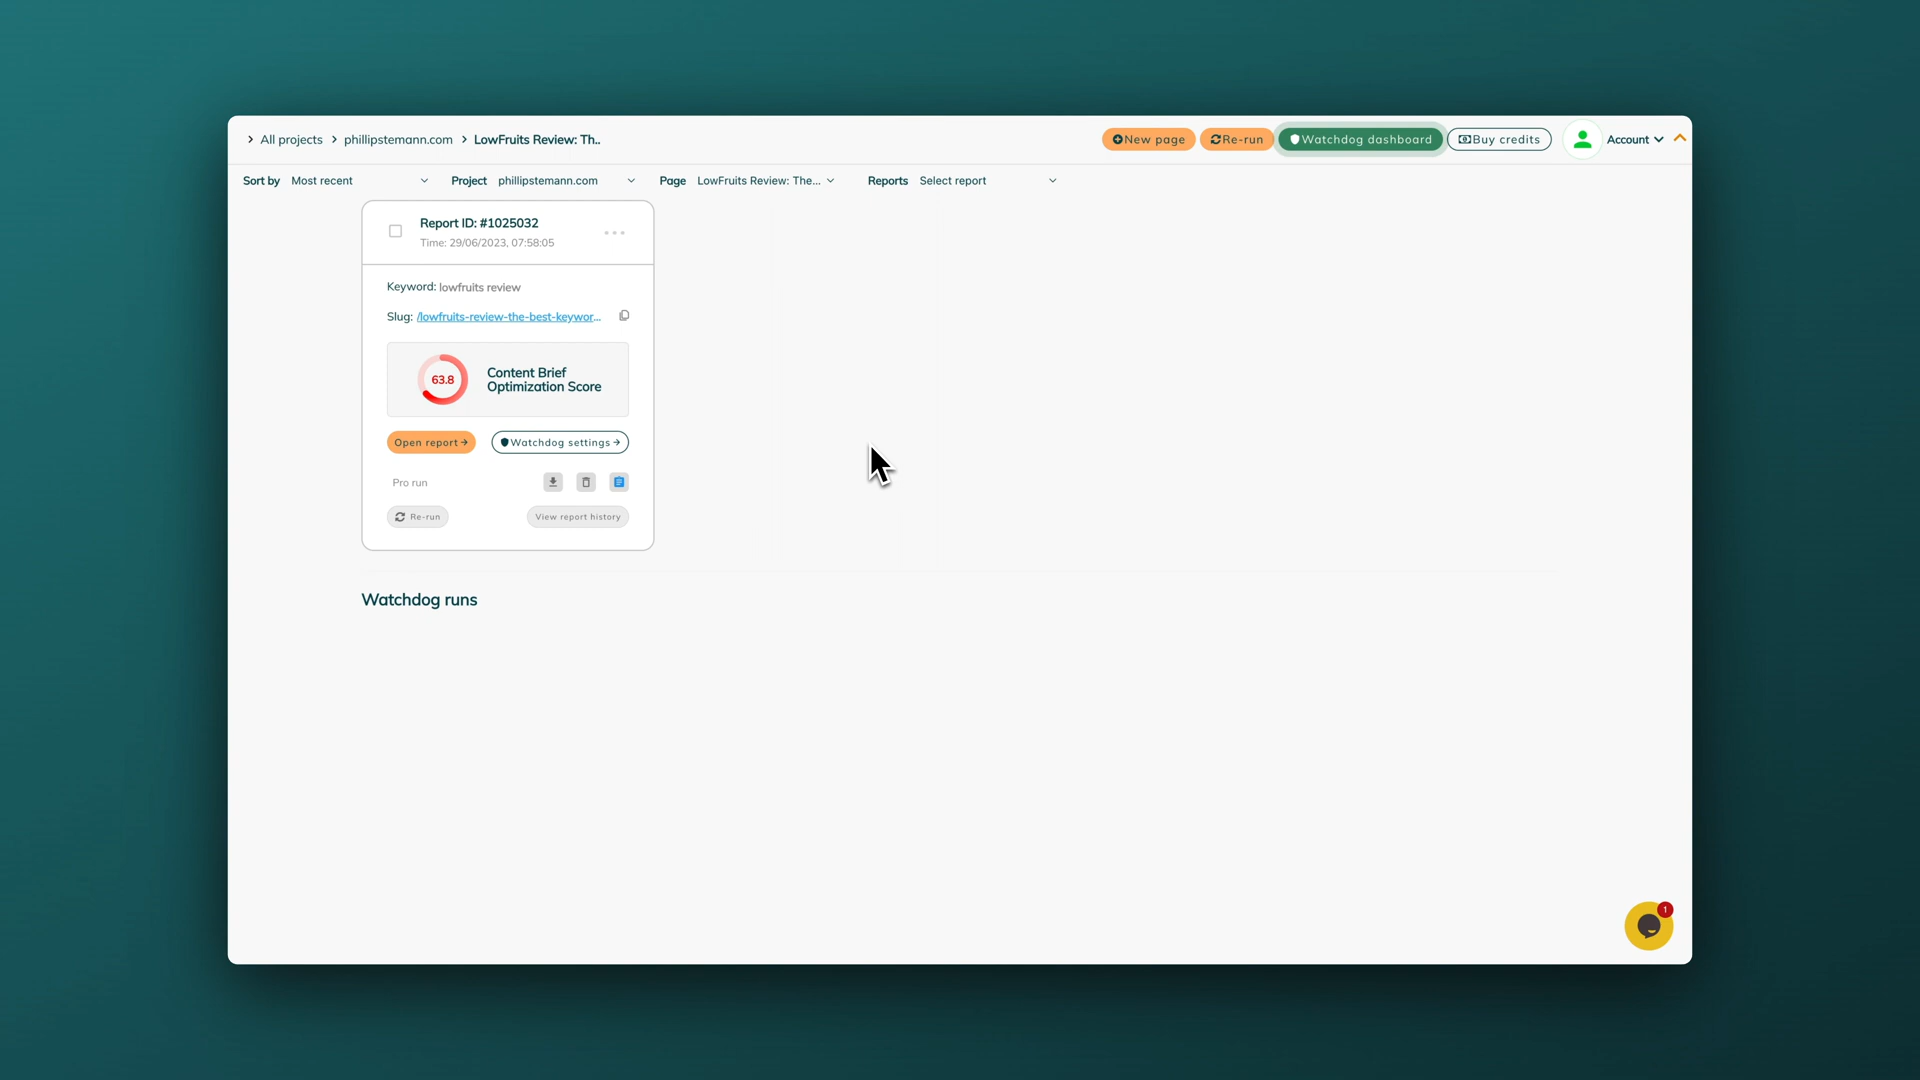 All projects phillipstemann.com LowFruits Review: Th.. New page Re-run Watchdog dashboard Buy credits Account
Sort by Most recent Project phillipstemann.com Page LowFruits Review: The... Reports Select report
Report ID: #1025032
Time: 29/06/2023, 07:58:05
Keyword: lowfruits review
Slug: /lowfruits-review-the-best-keywor...
63.8
Content Brief
Optimization Score
Open report Watchdog settings
Pro run
Re-run View report history
Watchdog runs
1